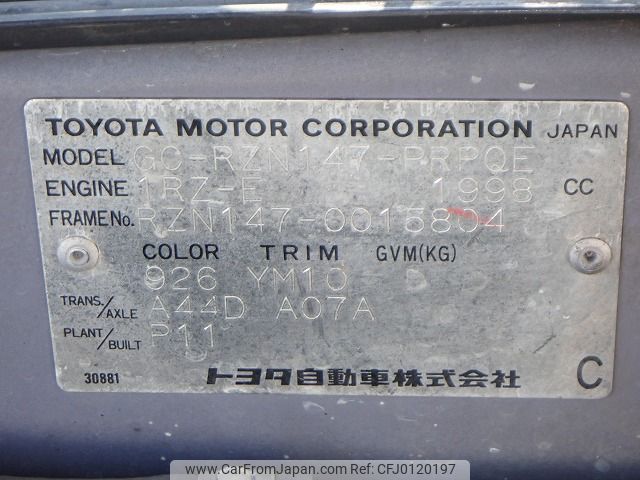 TOYOTA MOTOR CORPORATION JAPAN
MODEL GC-RZN147-PRPQE
ENGINE 1RZ-E 1998 CC
FRAME No. RZN147-0015804
COLOR TRIM GVM(KG)
926 YM10
TRANS./AXLE A44D A07A
PLANT/BUILT P11
30881 トヨタ自動車株式会社 C
www.CarFromJapan.com | Car ID: CFJ0120197